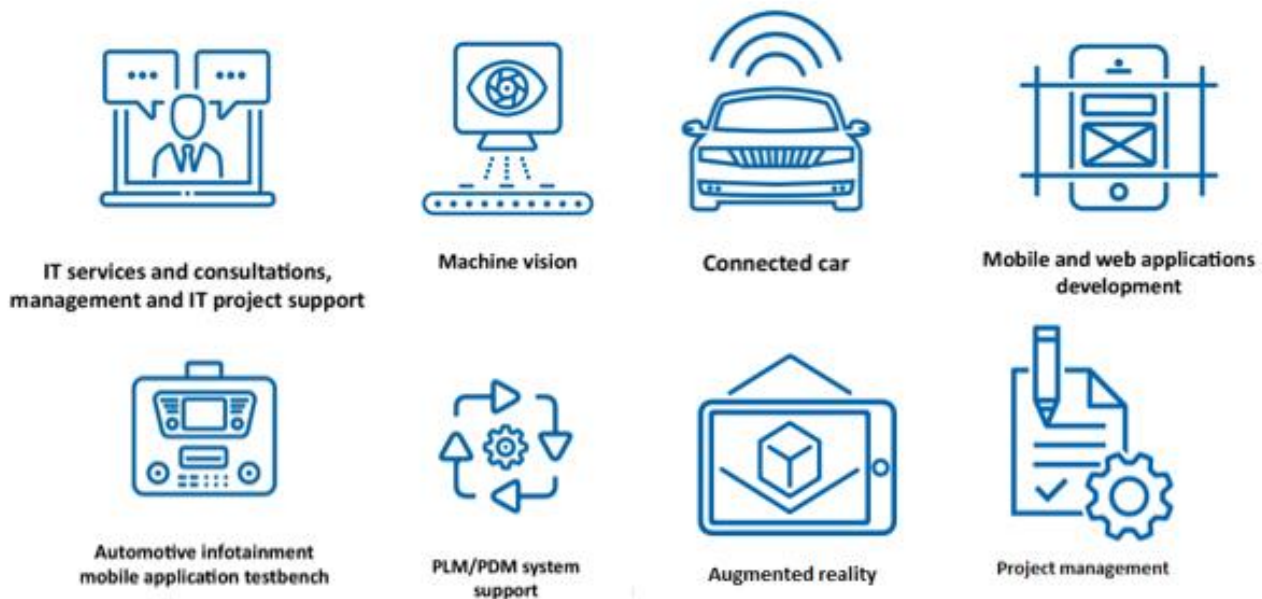 IT services and consultations,
management and IT project support
Machine vision
Connected car
Mobile and web applications
development
Automotive infotainment
mobile application testbench
PLM/PDM system
support
Augmented reality
Project management